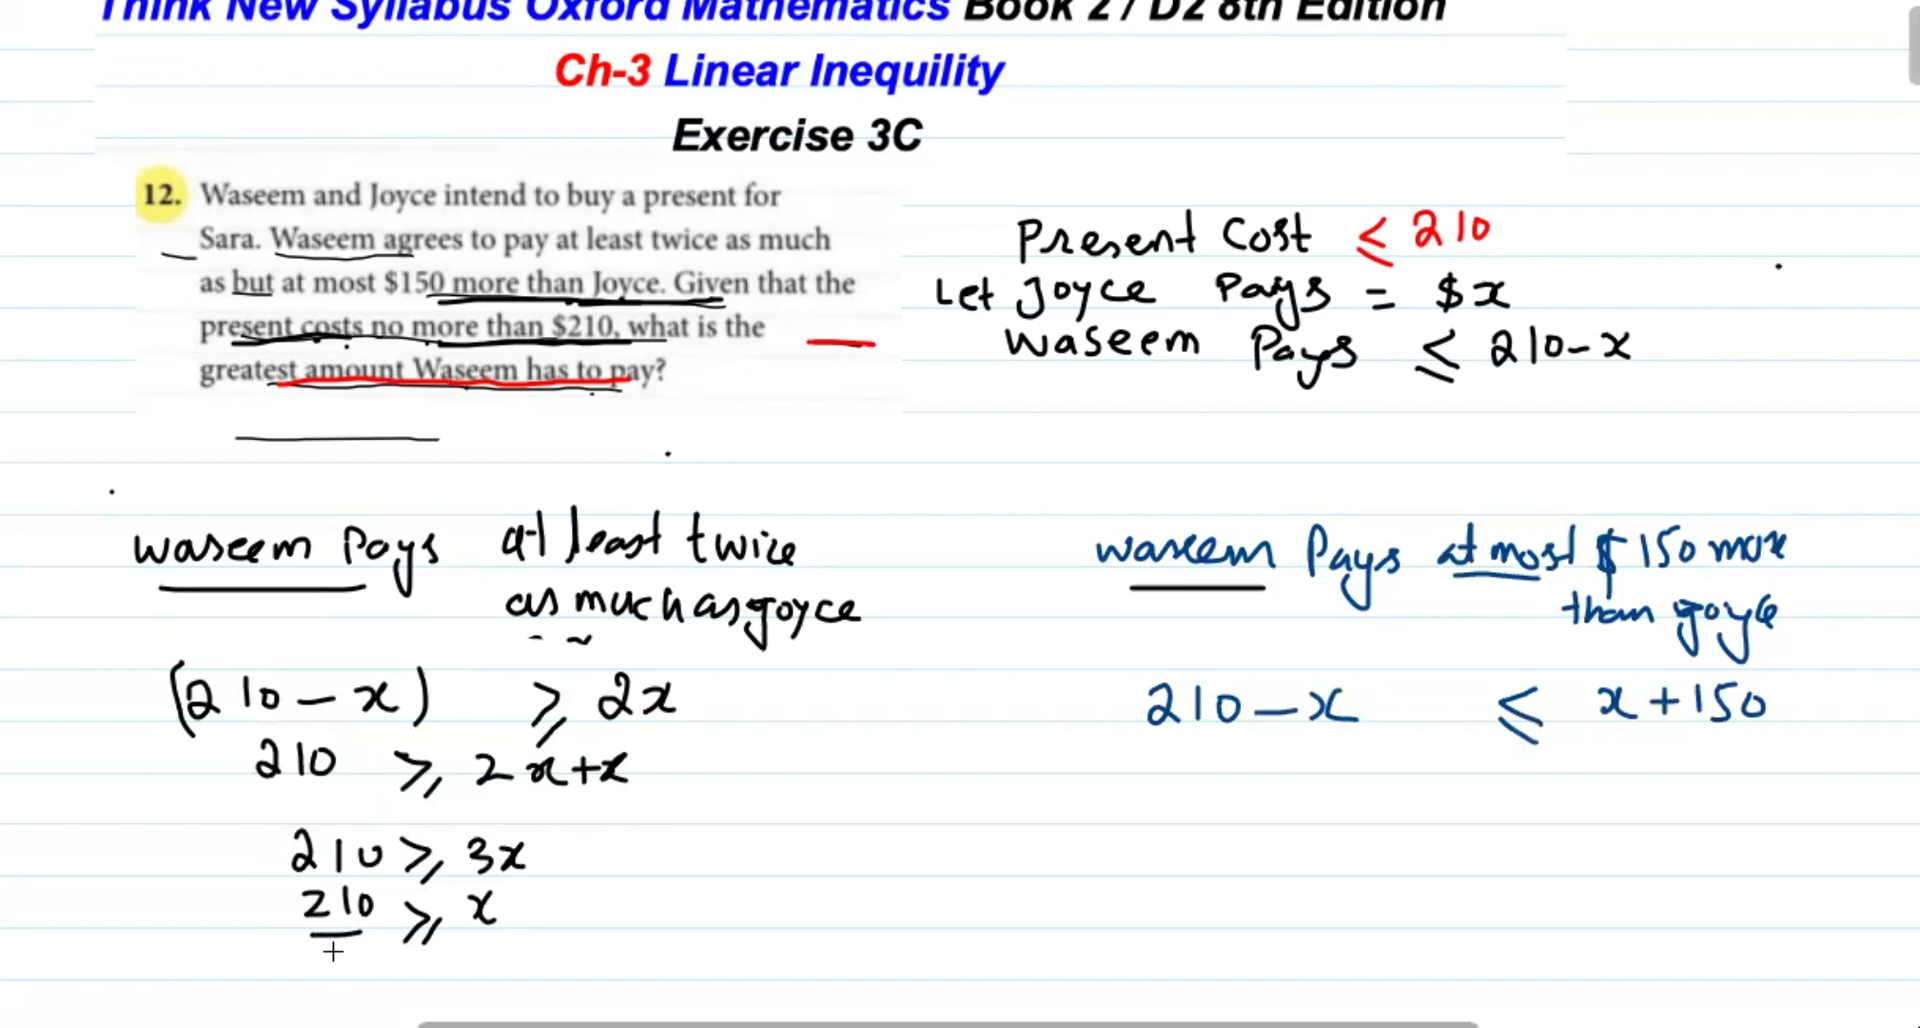 Think New Syllabus Oxford Mathematics Book 2 / D2 8th Edition
Ch-3 Linear Inequility
Exercise 3C
12. Waseem and Joyce intend to buy a present for
Sara. Waseem agrees to pay at least twice as much
as but at most $150 more than Joyce. Given that the
present costs no more than $210, what is the
greatest amount Waseem has to pay?
Present Cost ≤ 210
Let Joyce Pays = $x
Waseem Pays ≤ 210-x
waseem Pays at least twice
as much as Joyce
(210-x) ≥ 2x
210 ≥ 2x+x
210 ≥ 3x
210 ≥ x
waseem Pays at most $150 more
than Joyce
210-x ≤ x+150